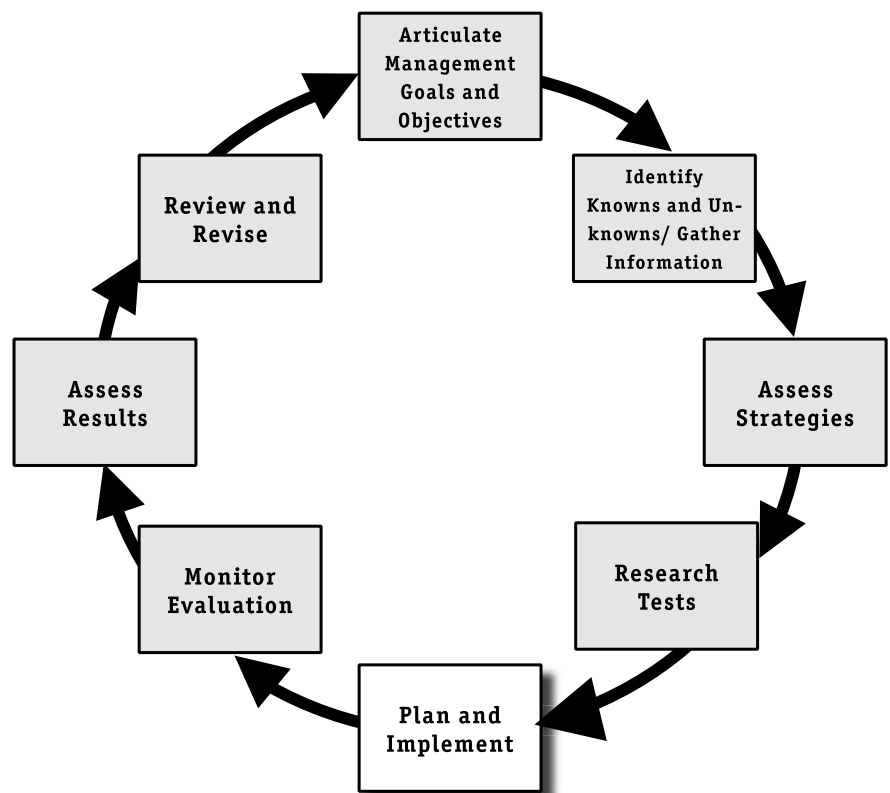 Articulate
Management
Goals and
Objectives
Identify
Knowns and Un-
knowns/ Gather
Information
Assess
Strategies
Research
Tests
Plan and
Implement
Monitor
Evaluation
Assess
Results
Review and
Revise